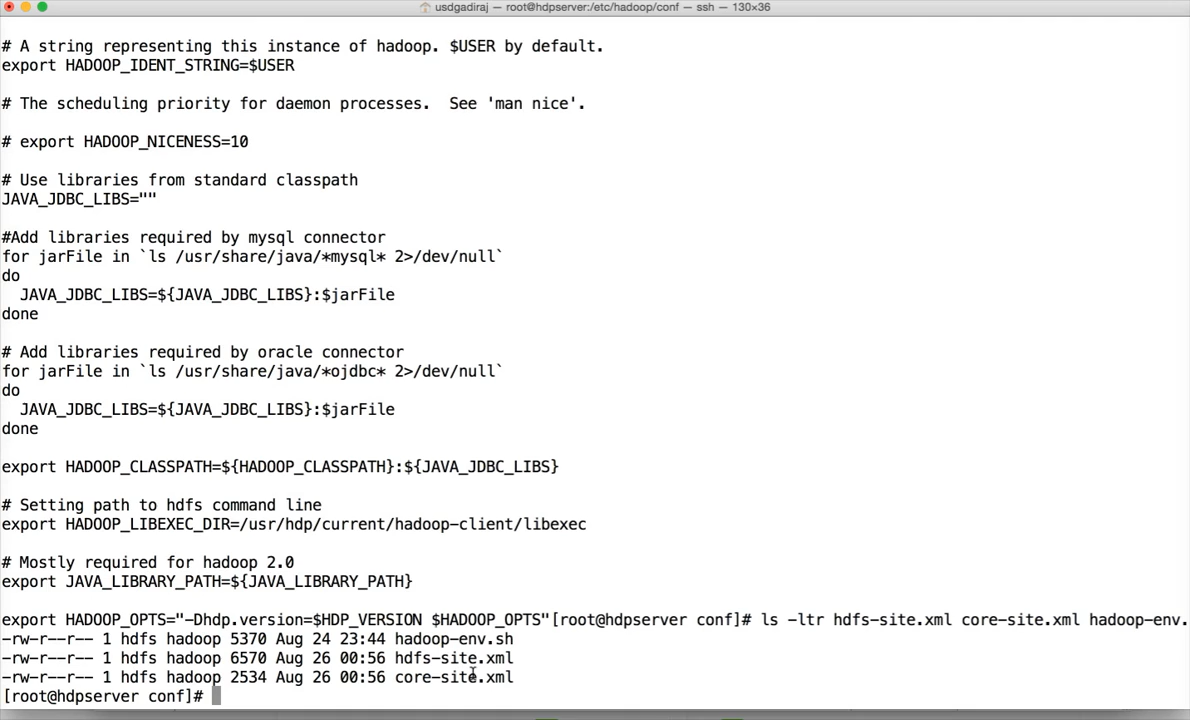 usdgadiraj — root@hdpserver:/etc/hadoop/conf — ssh — 130×36
# A string representing this instance of hadoop. $USER by default.
export HADOOP_IDENT_STRING=$USER
# The scheduling priority for daemon processes.  See 'man nice'.
# export HADOOP_NICENESS=10
# Use libraries from standard classpath
JAVA_JDBC_LIBS=""
#Add libraries required by mysql connector
for jarFile in `ls /usr/share/java/*mysql* 2>/dev/null`
do
  JAVA_JDBC_LIBS=${JAVA_JDBC_LIBS}:$jarFile
done
# Add libraries required by oracle connector
for jarFile in `ls /usr/share/java/*ojdbc* 2>/dev/null`
do
  JAVA_JDBC_LIBS=${JAVA_JDBC_LIBS}:$jarFile
done
export HADOOP_CLASSPATH=${HADOOP_CLASSPATH}:${JAVA_JDBC_LIBS}
# Setting path to hdfs command line
export HADOOP_LIBEXEC_DIR=/usr/hdp/current/hadoop-client/libexec
# Mostly required for hadoop 2.0
export JAVA_LIBRARY_PATH=${JAVA_LIBRARY_PATH}
export HADOOP_OPTS="-Dhdp.version=$HDP_VERSION $HADOOP_OPTS"[root@hdpserver conf]# ls -ltr hdfs-site.xml core-site.xml hadoop-env.
-rw-r--r-- 1 hdfs hadoop 5370 Aug 24 23:44 hadoop-env.sh
-rw-r--r-- 1 hdfs hadoop 6570 Aug 26 00:56 hdfs-site.xml
-rw-r--r-- 1 hdfs hadoop 2534 Aug 26 00:56 core-site.xml
[root@hdpserver conf]#